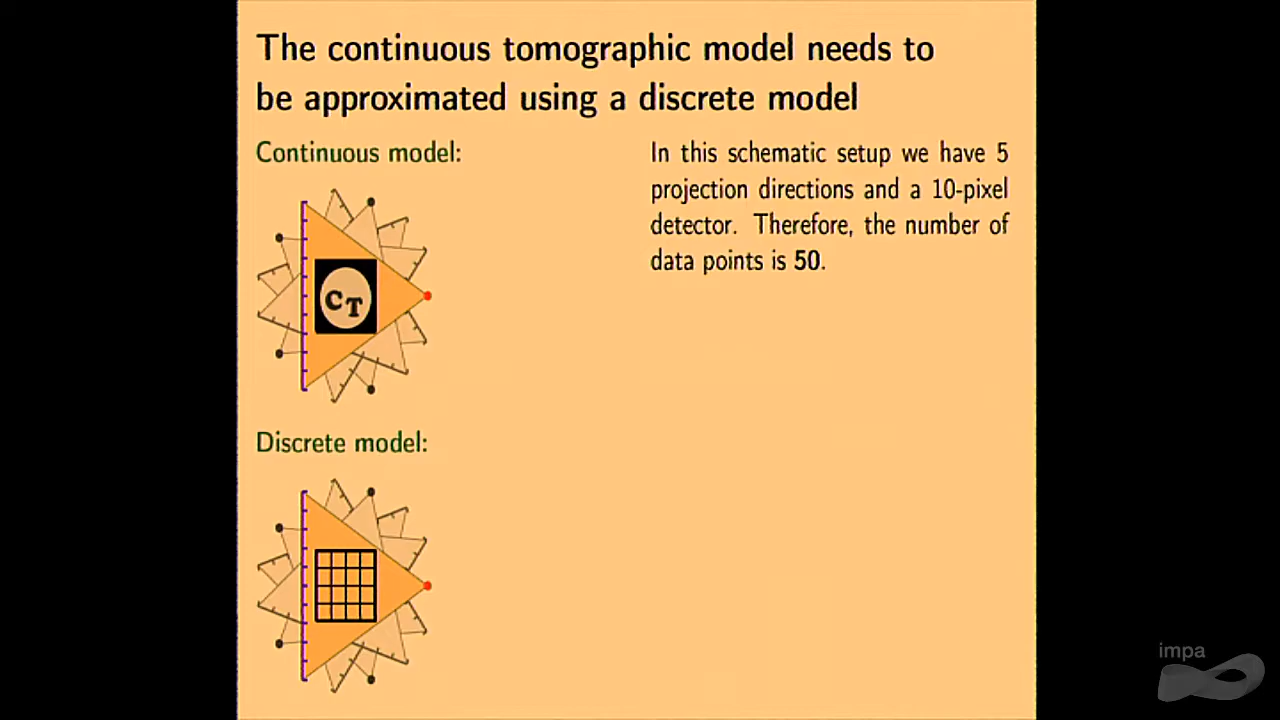 The continuous tomographic model needs to
be approximated using a discrete model
Continuous model:
In this schematic setup we have 5
projection directions and a 10-pixel
detector. Therefore, the number of
data points is 50.
CT
Discrete model:
impa